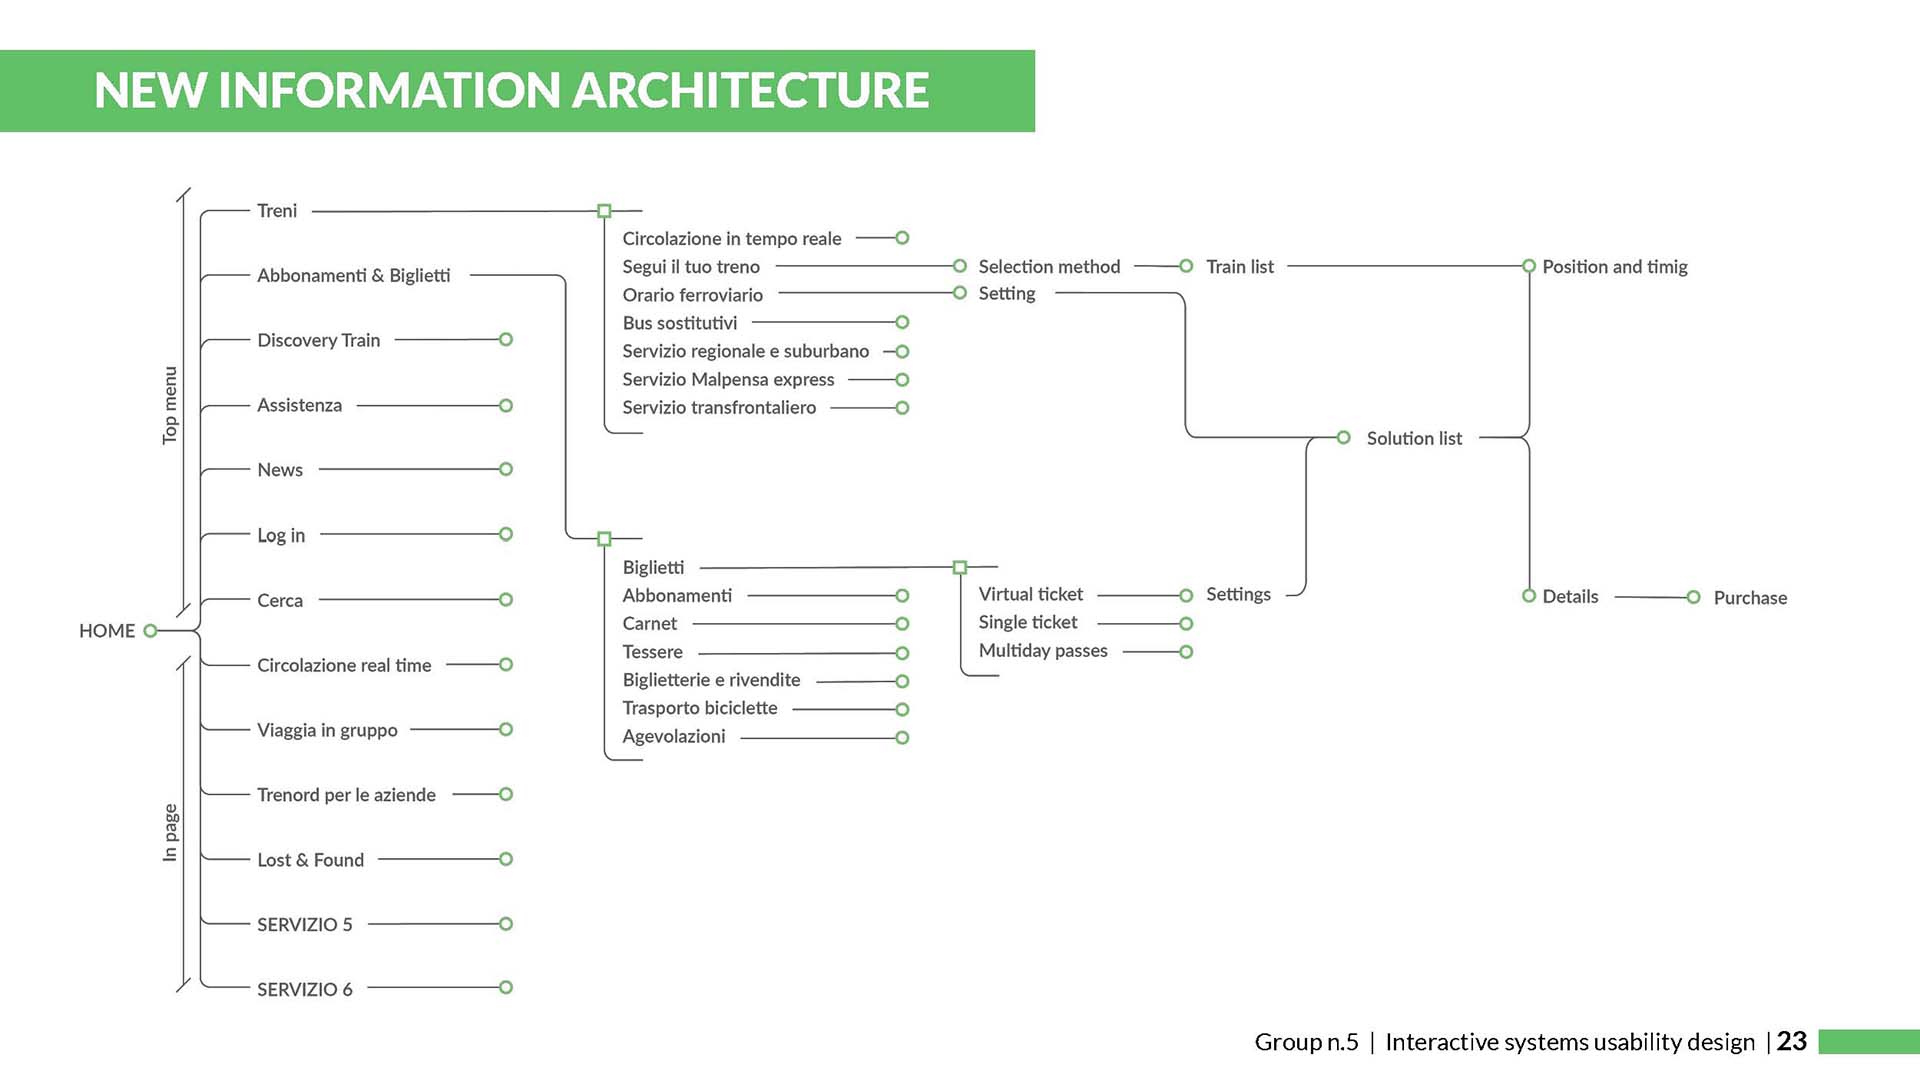 NEW INFORMATION ARCHITECTURE
Top menu
In page
HOME
Treni
Abbonamenti & Biglietti
Discovery Train
Assistenza
News
Log in
Cerca
Circolazione real time
Viaggia in gruppo
Trenord per le aziende
Lost & Found
SERVIZIO 5
SERVIZIO 6
Circolazione in tempo reale
Segui il tuo treno
Orario ferroviario
Bus sostitutivi
Servizio regionale e suburbano
Servizio Malpensa express
Servizio transfrontaliero
Biglietti
Abbonamenti
Carnet
Tessere
Biglietterie e rivendite
Trasporto biciclette
Agevolazioni
Selection method
Setting
Virtual ticket
Single ticket
Multiday passes
Train list
Settings
Solution list
Position and timig
Details
Purchase
Group n.5 | Interactive systems usability design | 23